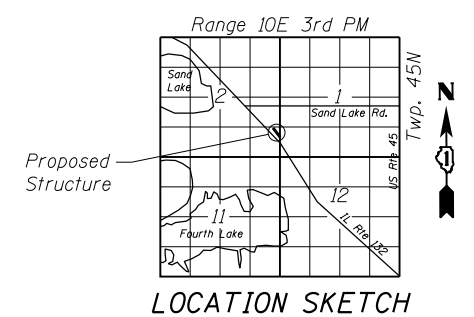 Range 10E 3rd PM
Twp. 45N
N
Sand
Lake
2
1
Sand Lake Rd.
Proposed
Structure
US Rte 45
12
11
Fourth Lake
IL Rte 132
LOCATION SKETCH